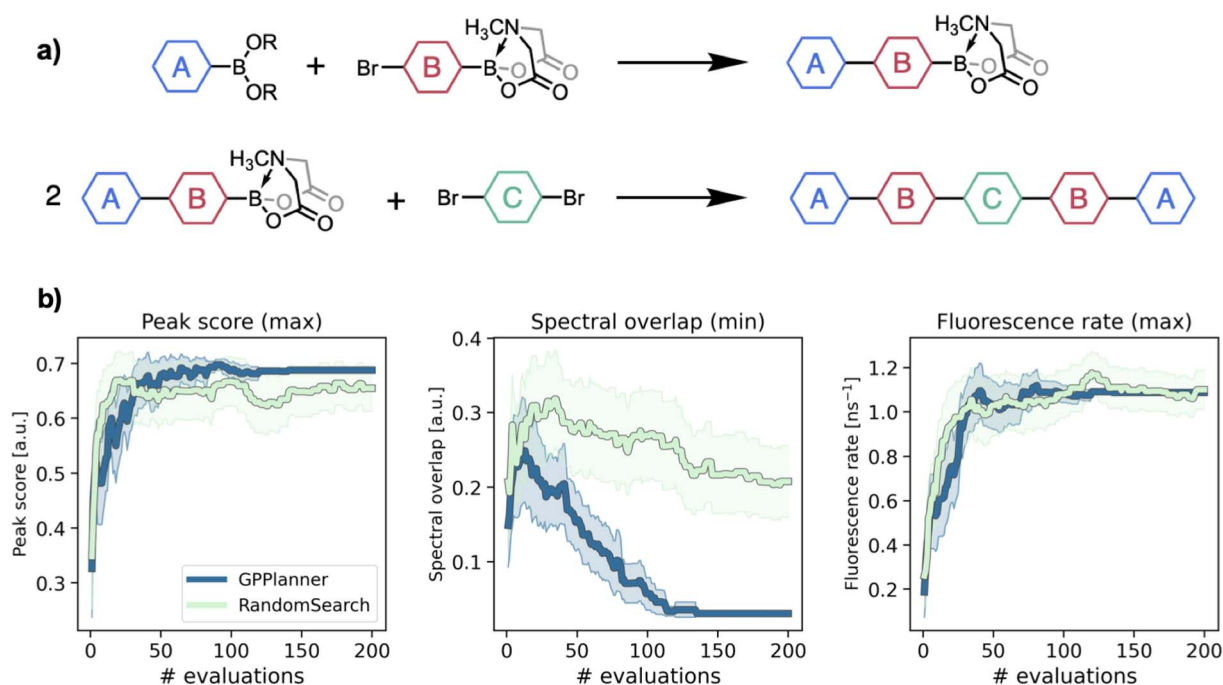 a)
A B OR OR + Br B B O O O O N H₃C A B B O O O O N H₃C
2 A B B O O O O N H₃C + Br C Br A B C B A
b)
Peak score (max) Spectral overlap (min) Fluorescence rate (max)
Peak score [a.u.]
0.7
0.6
0.5
0.4
0.3
GPPlanner
RandomSearch
0 50 100 150 200
# evaluations
Spectral overlap [a.u.]
0.4
0.3
0.2
0.1
0 50 100 150 200
# evaluations
Fluorescence rate [ns⁻¹]
1.2
1.0
0.8
0.6
0.4
0.2
0 50 100 150 200
# evaluations